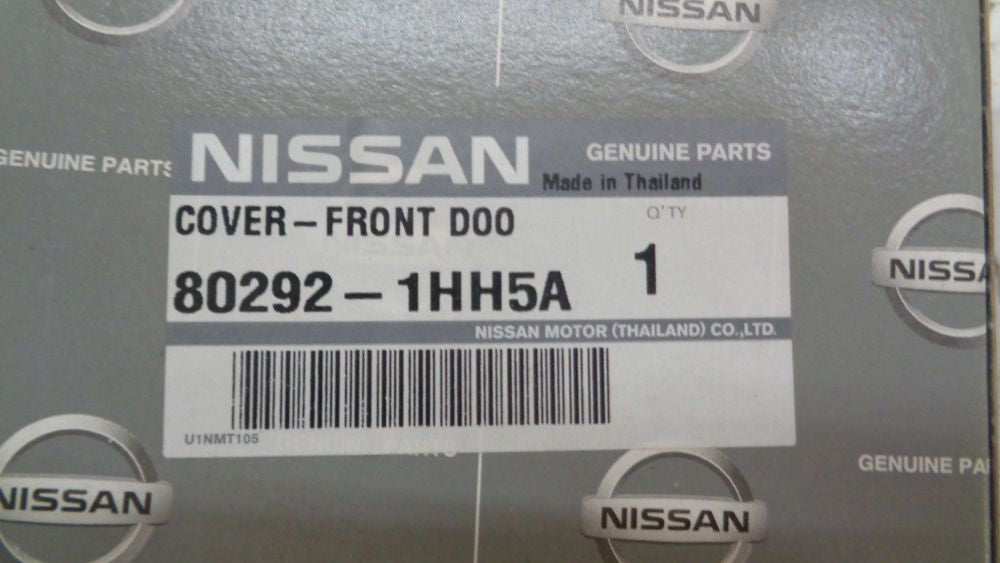 NISSAN
GENUINE PARTS
NISSAN GENUINE PARTS
Made in Thailand
COVER-FRONT DOO
Q'TY
80292-1HH5A 1
NISSAN
NISSAN MOTOR (THAILAND) CO.,LTD.
U1NMT105
GENUINE PA
NISSAN
NISSAN